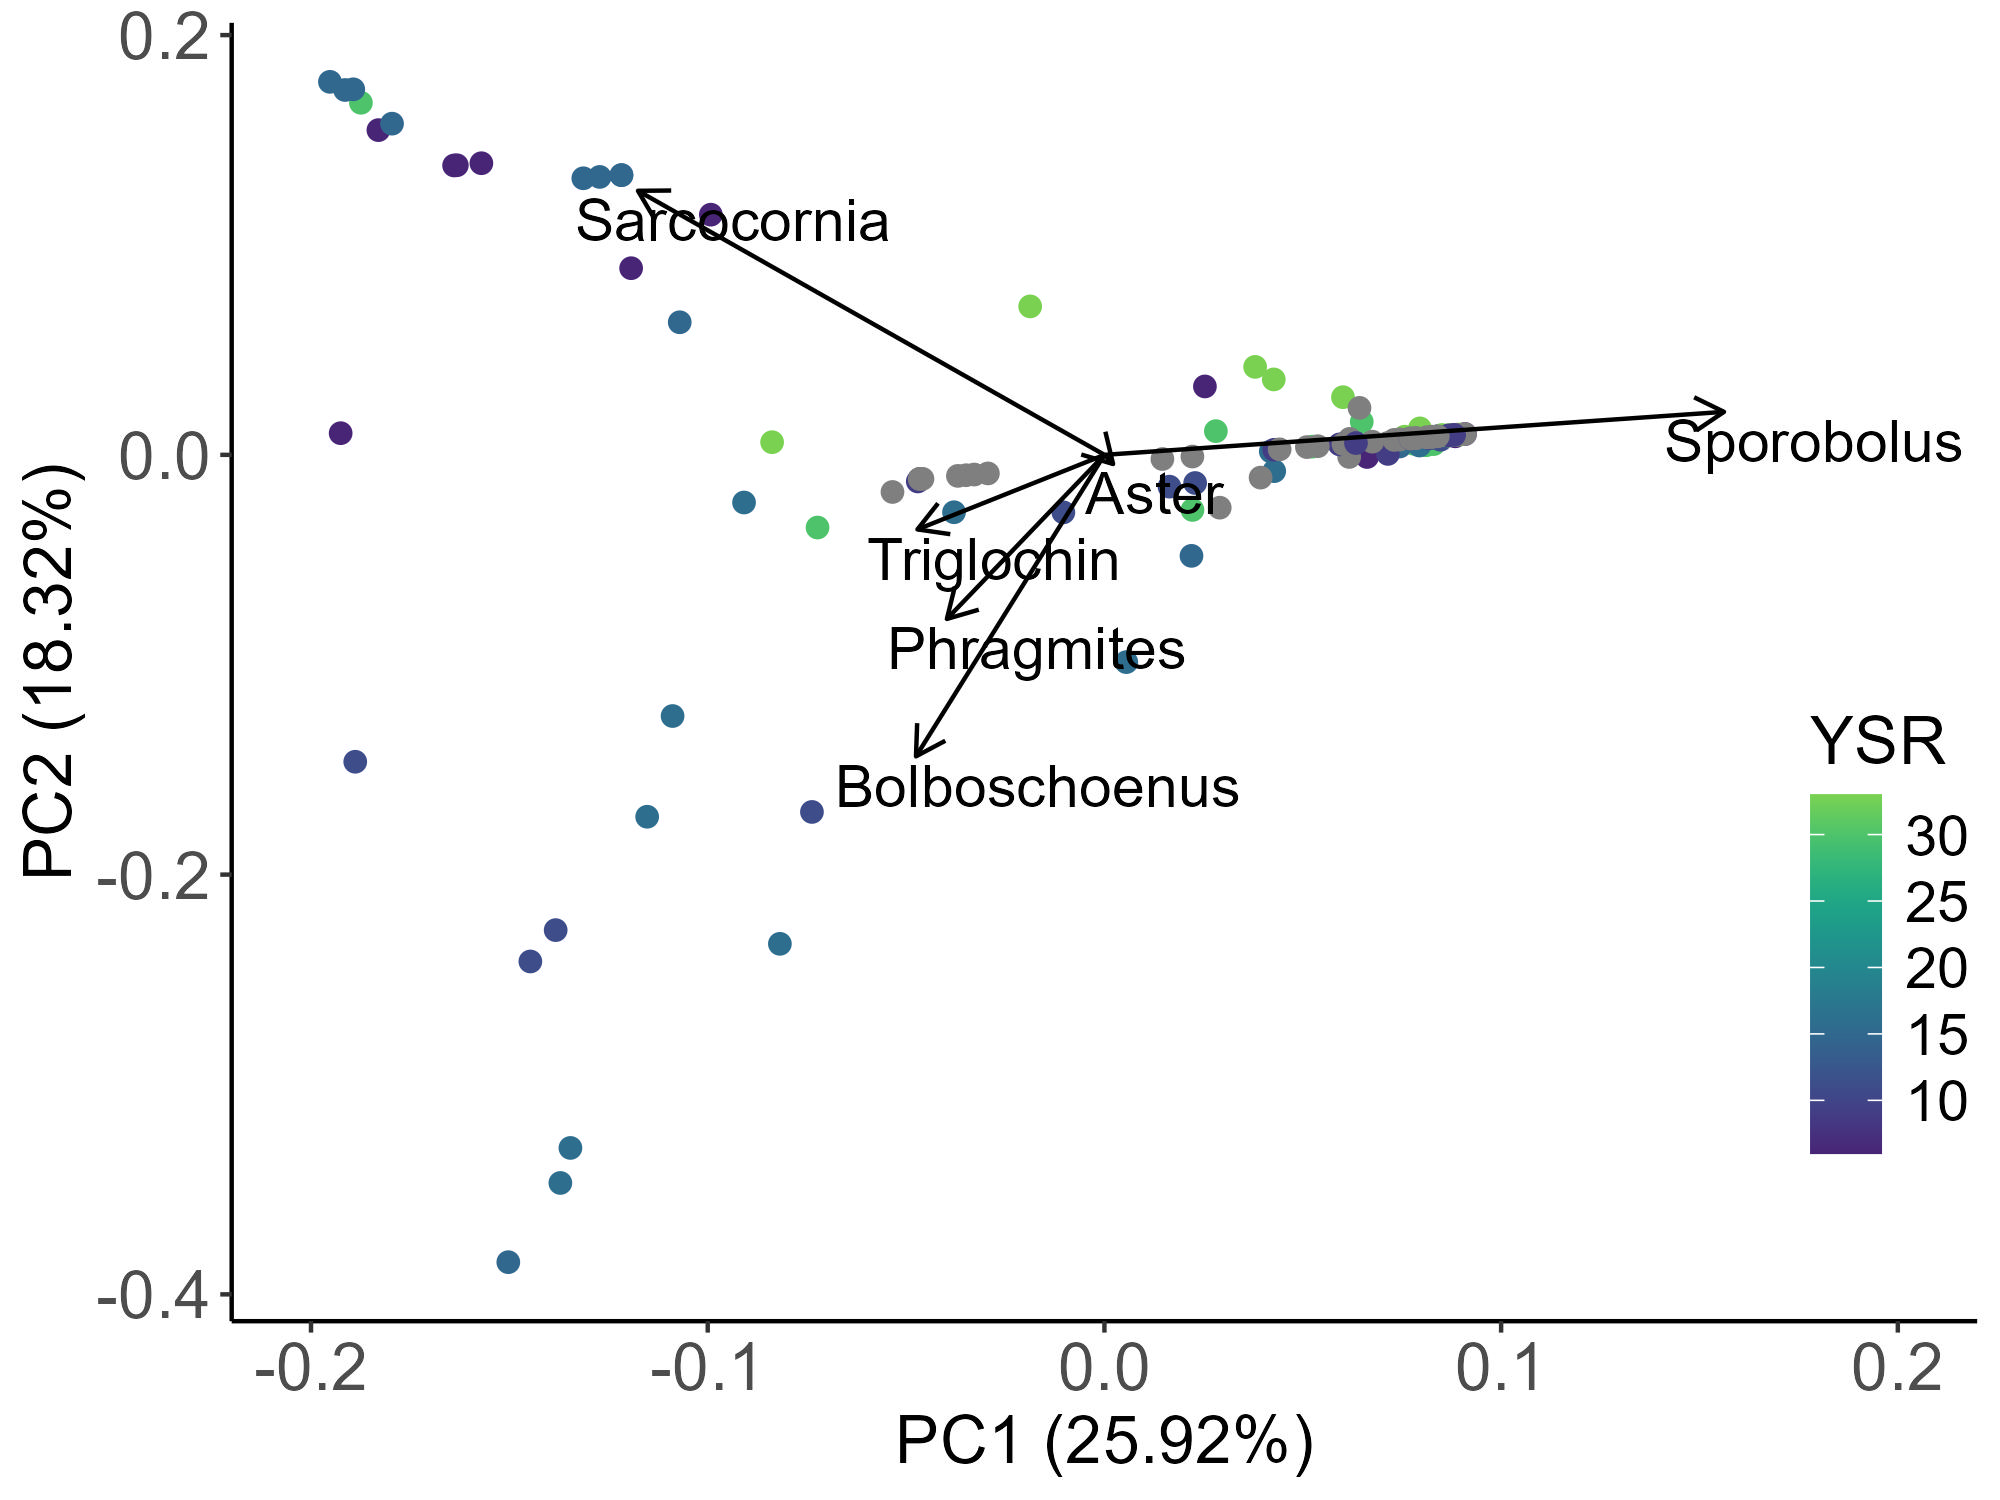 0.2
0.0
-0.2
-0.4
PC2 (18.32%)
Sarcocornia
Sporobolus
Aster
Triglochin
Phragmites
Bolboschoenus
YSR
30
25
20
15
10
-0.2 -0.1 0.0 0.1 0.2
PC1 (25.92%)